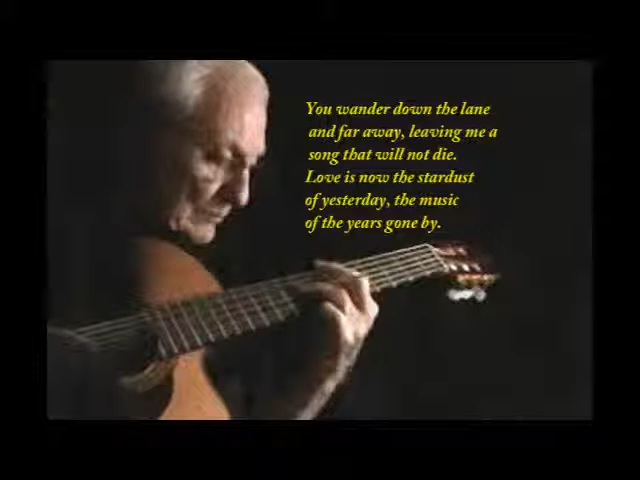 You wander down the lane
and far away, leaving me a
song that will not die.
Love is now the stardust
of yesterday, the music
of the years gone by.